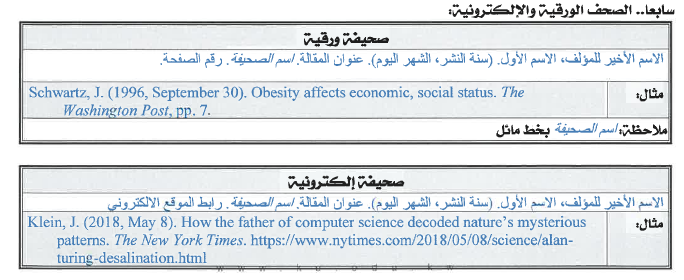 سابعا.. الصحف الورقية والإلكترونية:
صحيفة ورقية
الاسم الأخير للمؤلف، الاسم الأول. (سنة النشر، الشهر اليوم). عنوان المقالة. اسم الصحيفة. رقم الصفحة.
مثال:
Schwartz, J. (1996, September 30). Obesity affects economic, social status. The
Washington Post, pp. 7.
ملاحظة: اسم الصحيفة بخط مائل
صحيفة إلكترونية
الاسم الأخير للمؤلف، الاسم الأول. (سنة النشر، الشهر اليوم). عنوان المقالة. اسم الصحيفة. رابط الموقع الالكتروني
مثال:
Klein, J. (2018, May 8). How the father of computer science decoded nature's mysterious
patterns. The New York Times. https://www.nytimes.com/2018/05/08/science/alan-
turing-desalination.html